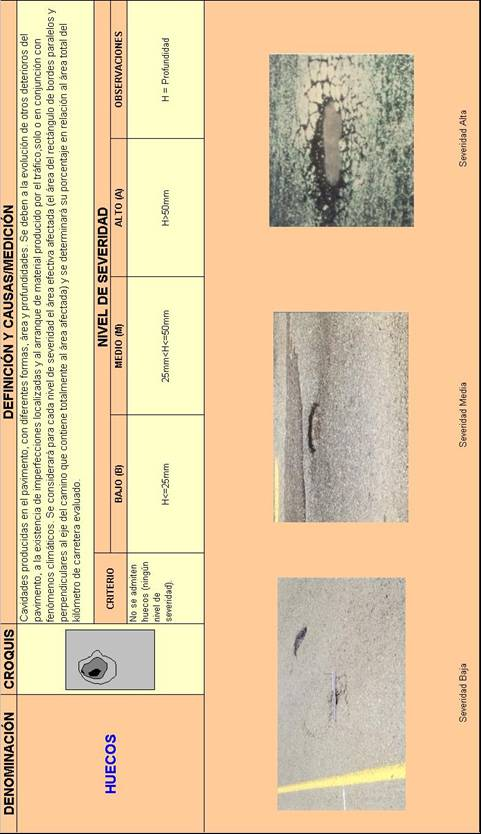 DENOMINACIÓN
CROQUIS
DEFINICIÓN Y CAUSAS/MEDICIÓN
HUECOS
Cavidades producidas en el pavimento, con diferentes formas, área y profundidades. Se deben a la evolución de otros deterioros del
pavimento, a la existencia de imperfecciones localizadas y al arranque de material producido por el tráfico,solo o en conjunción con
fenómenos climáticos. Se considerará para cada nivel de severidad el área efectiva afectada (el área del rectángulo de bordes paralelos y
perpendiculares al eje del camino que contiene totalmente al área afectada) y se determinará su porcentaje en relación al área total del
kilómetro de carretera evaluado.
CRITERIO
NIVEL DE SEVERIDAD
BAJO (B)
MEDIO (M)
ALTO (A)
OBSERVACIONES
No se admiten
huecos (ningún
nivel de
severidad).
H<=25mm
25mm<H<=50mm
H>50mm
H = Profundidad
Severidad Baja
Severidad Media
Severidad Alta